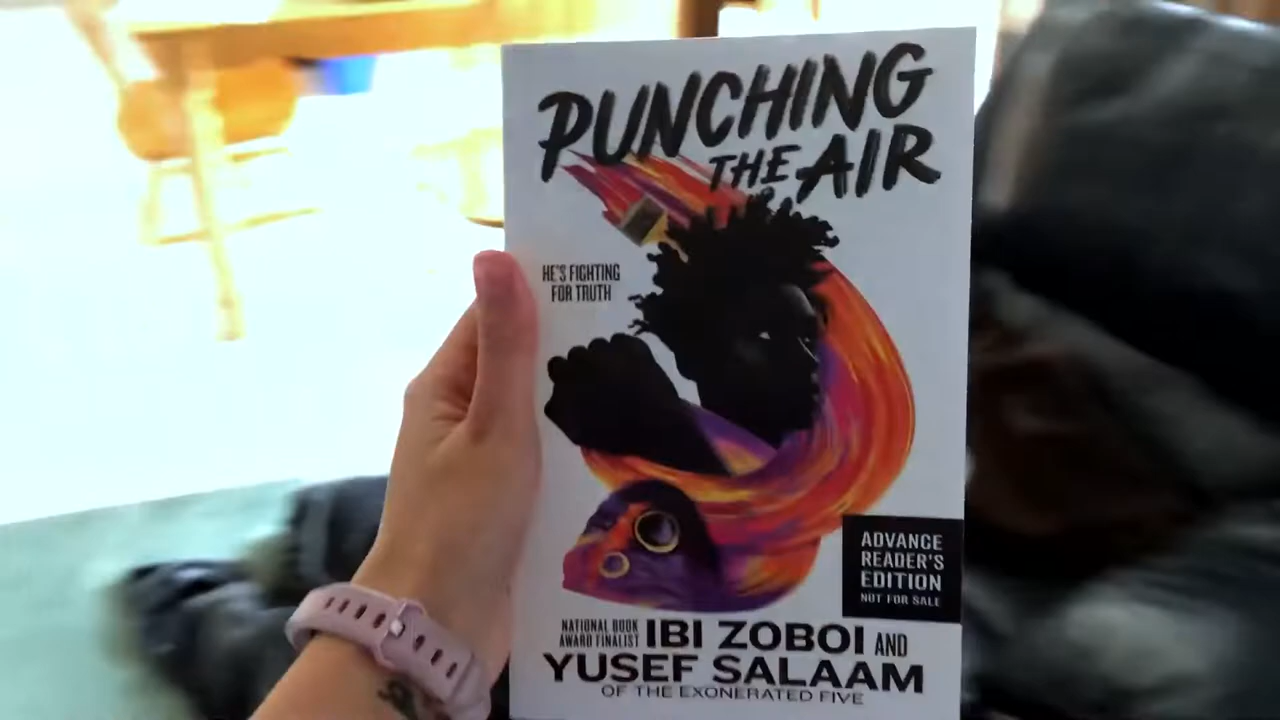 PUNCHING
THE AIR
HE'S FIGHTING
FOR TRUTH
ADVANCE
READER'S
EDITION
NOT FOR SALE
NATIONAL BOOK
AWARD FINALIST IBI ZOBOI AND
YUSEF SALAAM
OF THE EXONERATED FIVE